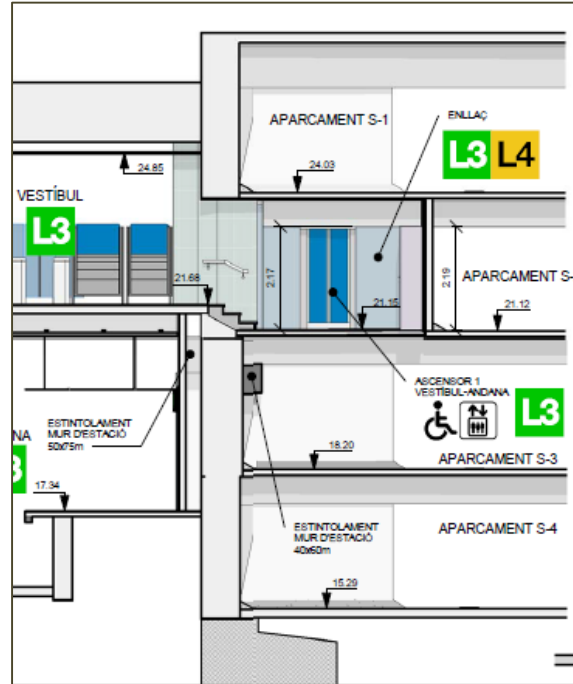 APARCAMENT S-1
ENLLAÇ
L3 L4
24.03
24.85
VESTÍBUL
L3
21.68
2.17
21.15
2.19
APARCAMENT S-
21.12
ASCENSOR 1
VESTÍBUL-ANDANA
L3
ESTINTOLAMENT
MUR D'ESTACIÓ
50x75m
NA
3
18.20
APARCAMENT S-3
17.34
ESTINTOLAMENT
MUR D'ESTACIÓ
40x60m
APARCAMENT S-4
15.29